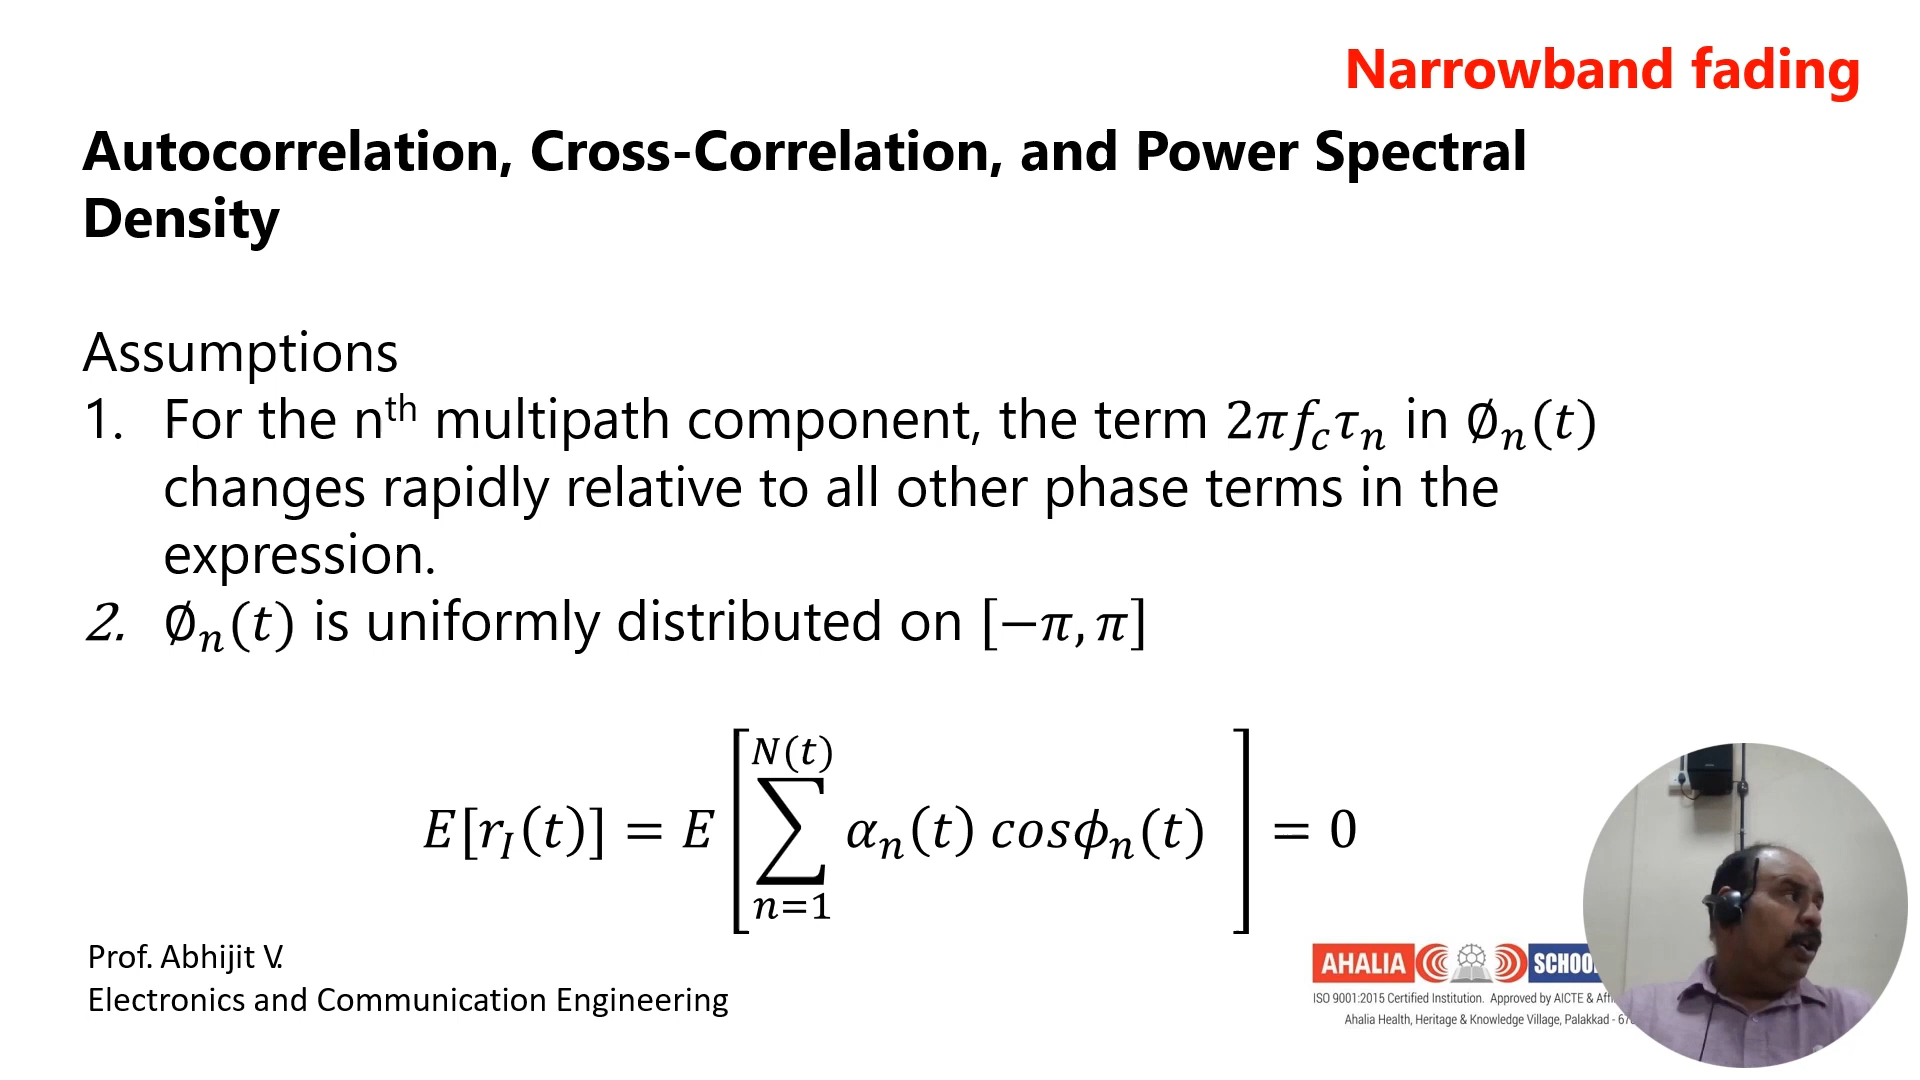 Narrowband fading
Autocorrelation, Cross-Correlation, and Power Spectral
Density
Assumptions
1. For the nth multipath component, the term 2πf_cτ_n in ∅_n(t)
changes rapidly relative to all other phase terms in the
expression.
2. ∅_n(t) is uniformly distributed on [−π, π]
E[r_I(t)] = E [∑_{n=1}^{N(t)} α_n(t) cosϕ_n(t)] = 0
Prof. Abhijit V.
Electronics and Communication Engineering
AHALIA SCHOOL
ISO 9001:2015 Certified Institution. Approved by AICTE &
Ahalia Health, Heritage & Knowledge Village, Palakkad -